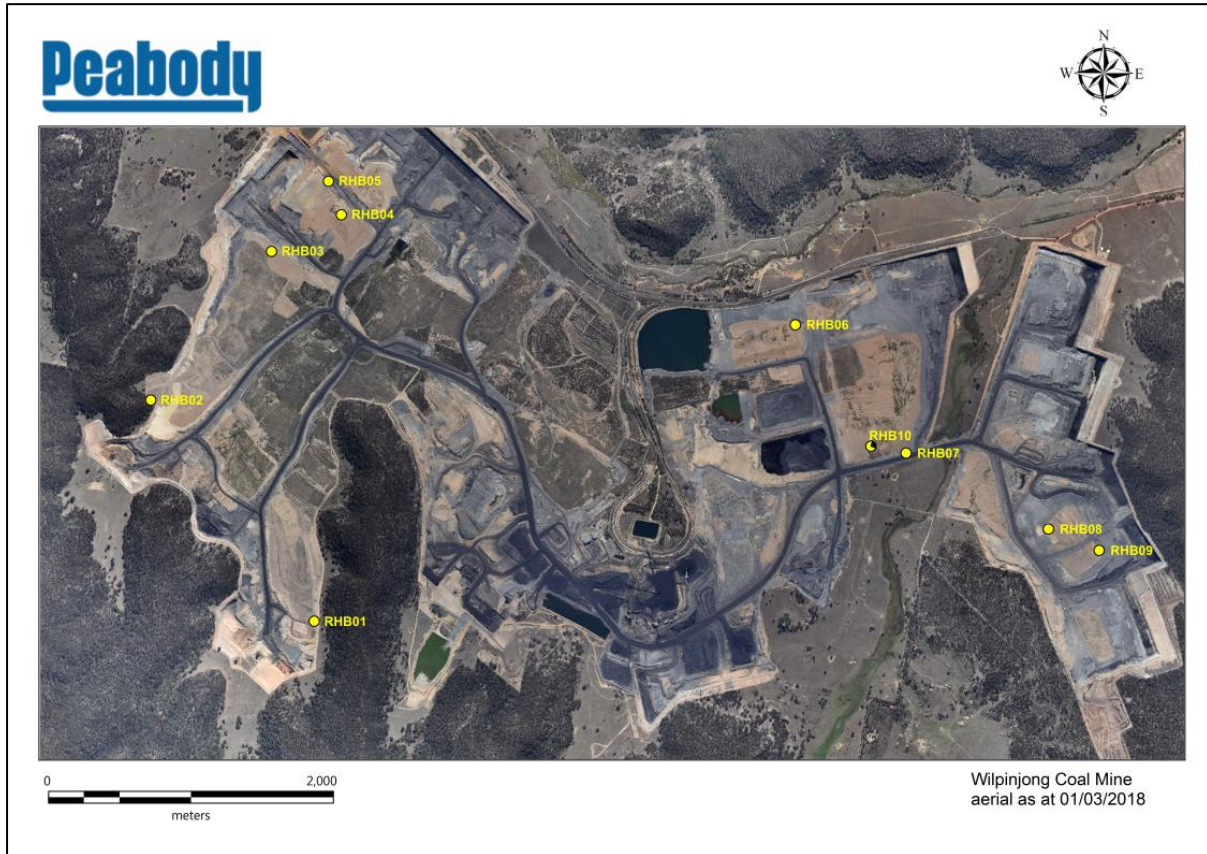 Peabody
N
W E
S
RHB05
RHB04
RHB03
RHB06
RHB02
RHB10
RHB07
RHB08
RHB09
RHB01
0 2,000
meters
Wilpinjong Coal Mine
aerial as at 01/03/2018